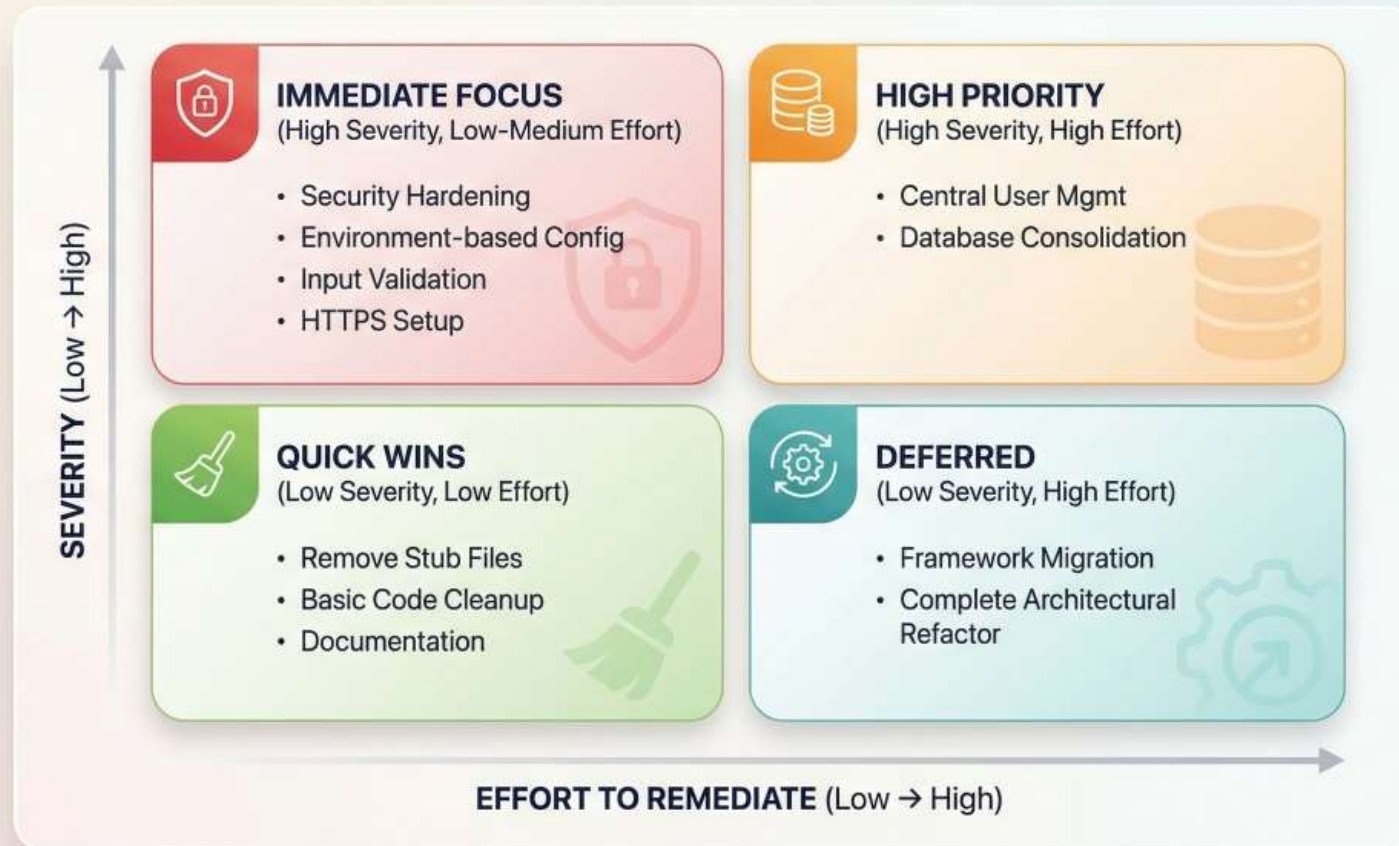 IMMEDIATE FOCUS
(High Severity, Low-Medium Effort)
• Security Hardening
• Environment-based Config
• Input Validation
• HTTPS Setup
HIGH PRIORITY
(High Severity, High Effort)
• Central User Mgmt
• Database Consolidation
SEVERITY (Low → High)
QUICK WINS
(Low Severity, Low Effort)
• Remove Stub Files
• Basic Code Cleanup
• Documentation
DEFERRED
(Low Severity, High Effort)
• Framework Migration
• Complete Architectural
Refactor
EFFORT TO REMEDIATE (Low → High)